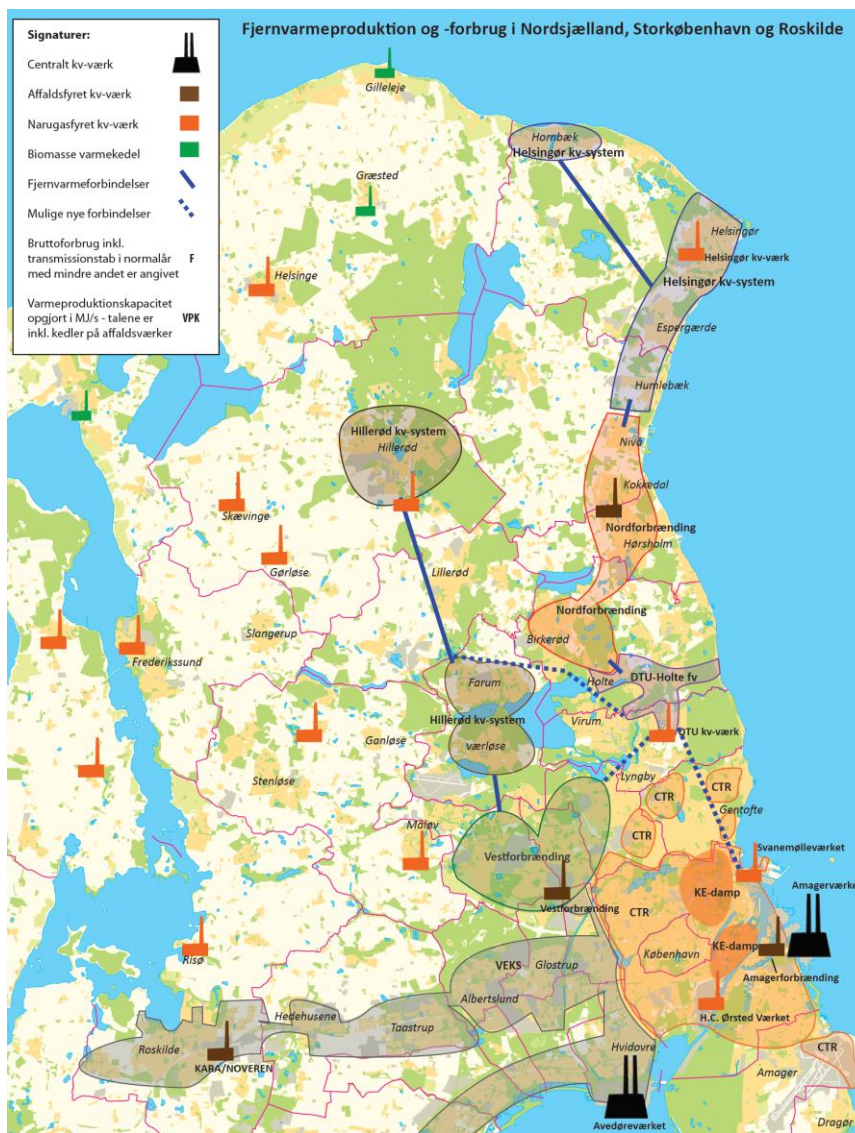 Fjernvarmeproduktion og -forbrug i Nordsjælland, Storkøbenhavn og Roskilde
Signaturer:
Centralt kv-værk
Affaldsfyret kv-værk
Narugasfyret kv-værk
Biomasse varmekedel
Fjernvarmeforbindelser
Mulige nye forbindelser
Bruttoforbrug inkl.
transmissionstab i normalår F
med mindre andet er angivet
Varmeproduktionskapacitet
opgjort i MJ/s - talene er VPK
inkl. kedler på affaldsværker
Gilleleje
Hornbæk
Helsingør kv-system
Græsted
Helsingør
Helsingør kv-værk
Helsinge
Helsingør kv-system
Espergærde
Humlebæk
Hillerød kv-system
Hillerød
Nivå
Kokkedal
Skævinge
Nordforbrænding
Hørsholm
Gørløse
Lillerød
Nordforbrænding
Slangerup
Birkerød
Frederikssund
Farum
Holte
DTU-Holte fv
Hillerød kv-system
Virum
DTU kv-værk
Ganløse
værløse
Stenløse
Lyngby
CTR
CTR
Gentofte
Måløv
CTR
Svanemølleværket
Vestforbrænding
KE-damp
Amagerværke
Vestforbrænding
CTR
KE-damp
Risø
VEKS
Glostrup
København
Amagerforbrænding
Albertslund
H.C. Ørsted Værket
Hedehusene
Taastrup
Roskilde
Hvidovre
CTR
KARA/NOVEREN
Amager
Avedøreværket
Dragør